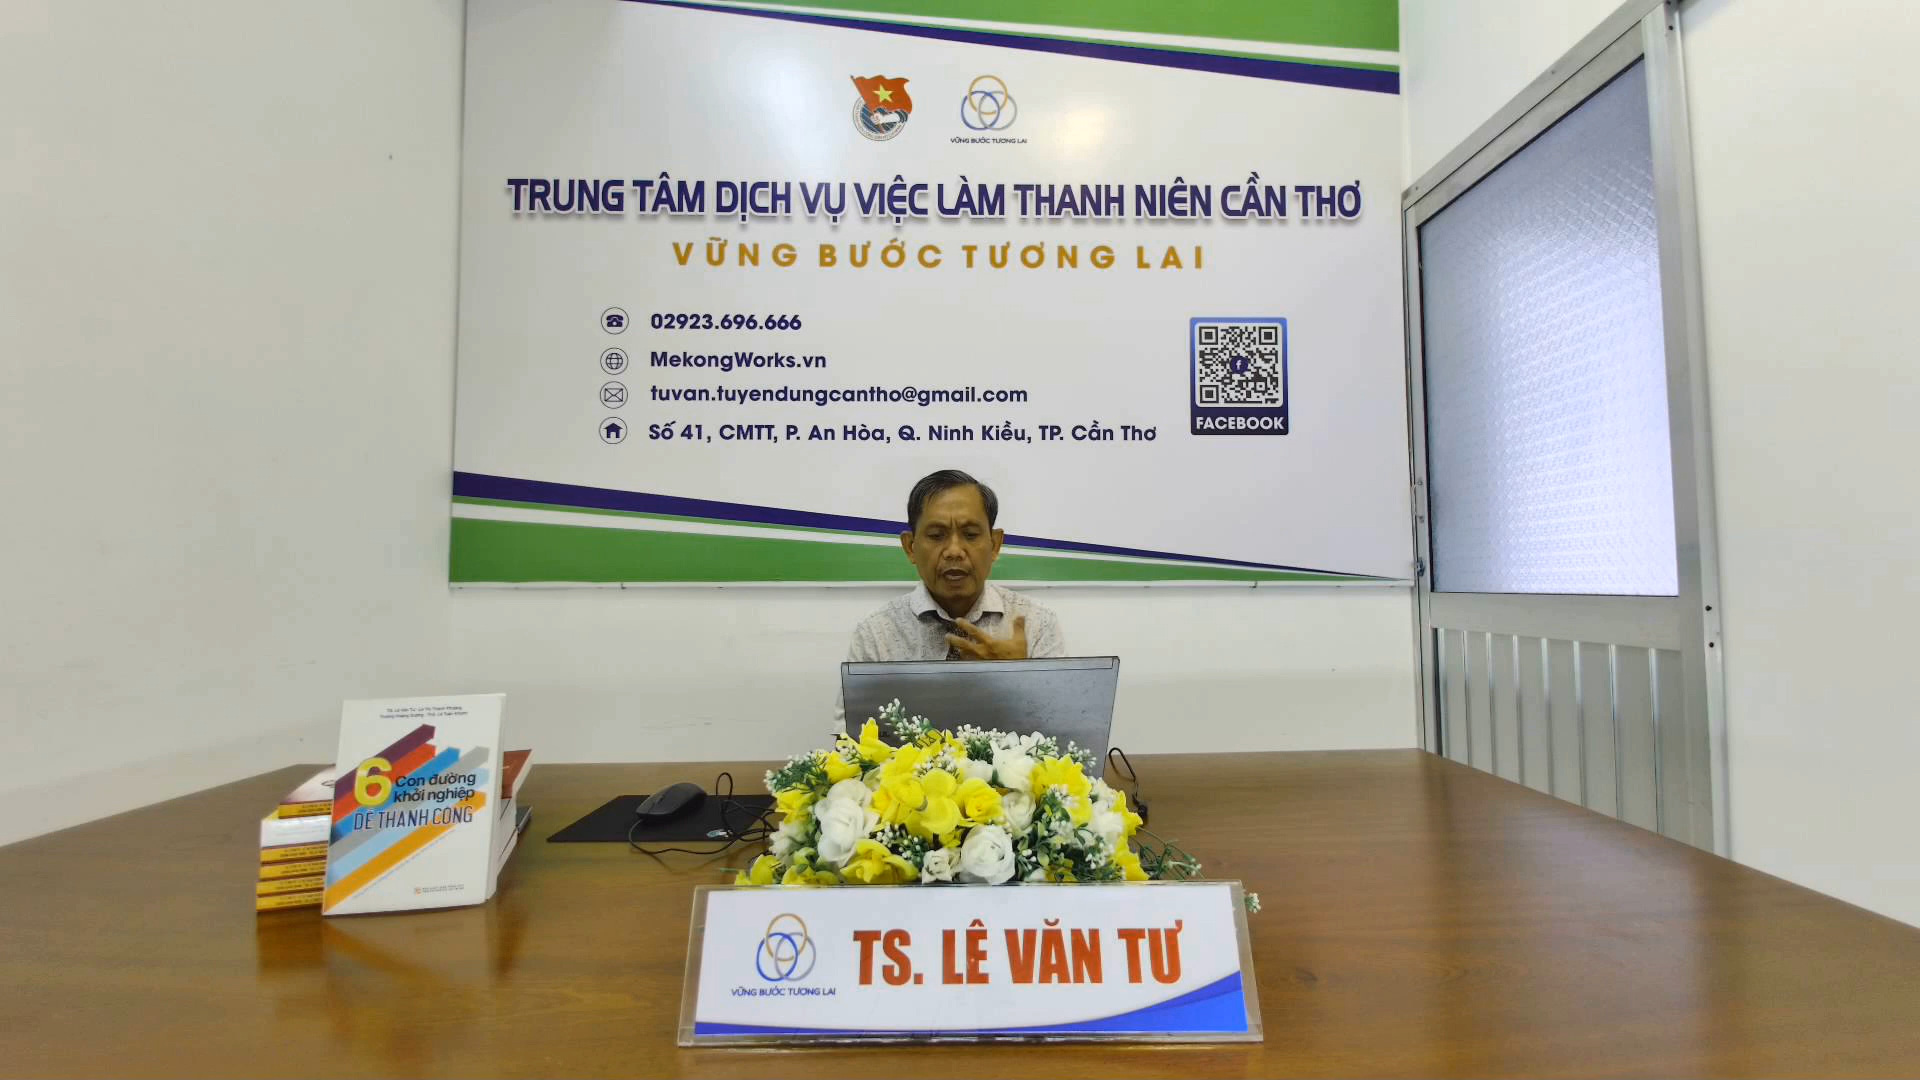 VỮNG BƯỚC TƯƠNG LAI
TRUNG TÂM DỊCH VỤ VIỆC LÀM THANH NIÊN CẦN THƠ
VỮNG BƯỚC TƯƠNG LAI
02923.696.666
MekongWorks.vn
tuvan.tuyendungcantho@gmail.com
Số 41, CMTT, P. An Hòa, Q. Ninh Kiều, TP. Cần Thơ
FACEBOOK
6 Con đường
khởi nghiệp
ĐỂ THÀNH CÔNG
TS. LÊ VĂN TƯ
VỮNG BƯỚC TƯƠNG LAI